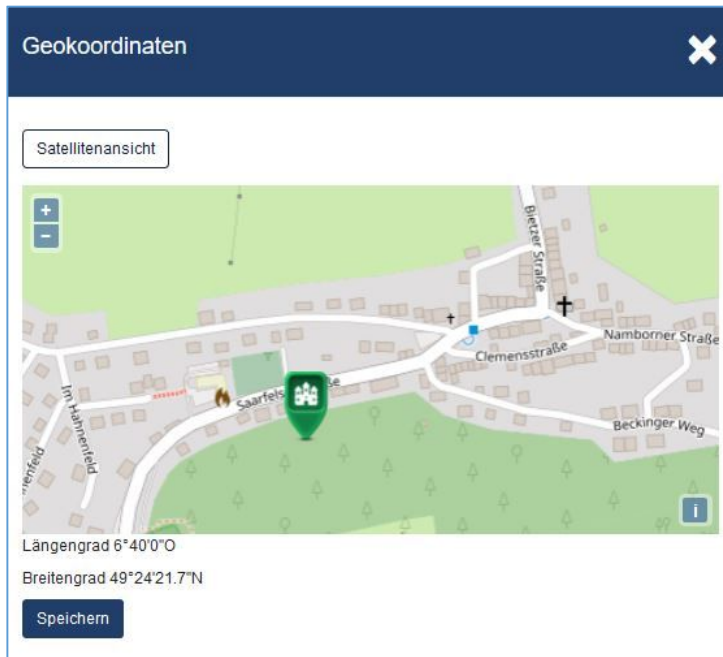 Geokoordinaten
Satellitenansicht
+
−
Bietzer Straße
Namborner Straße
Clemensstraße
Im Hahnenfeld
Beckinger Weg
i
Längengrad 6°40'0"O
Breitengrad 49°24'21.7"N
Speichern